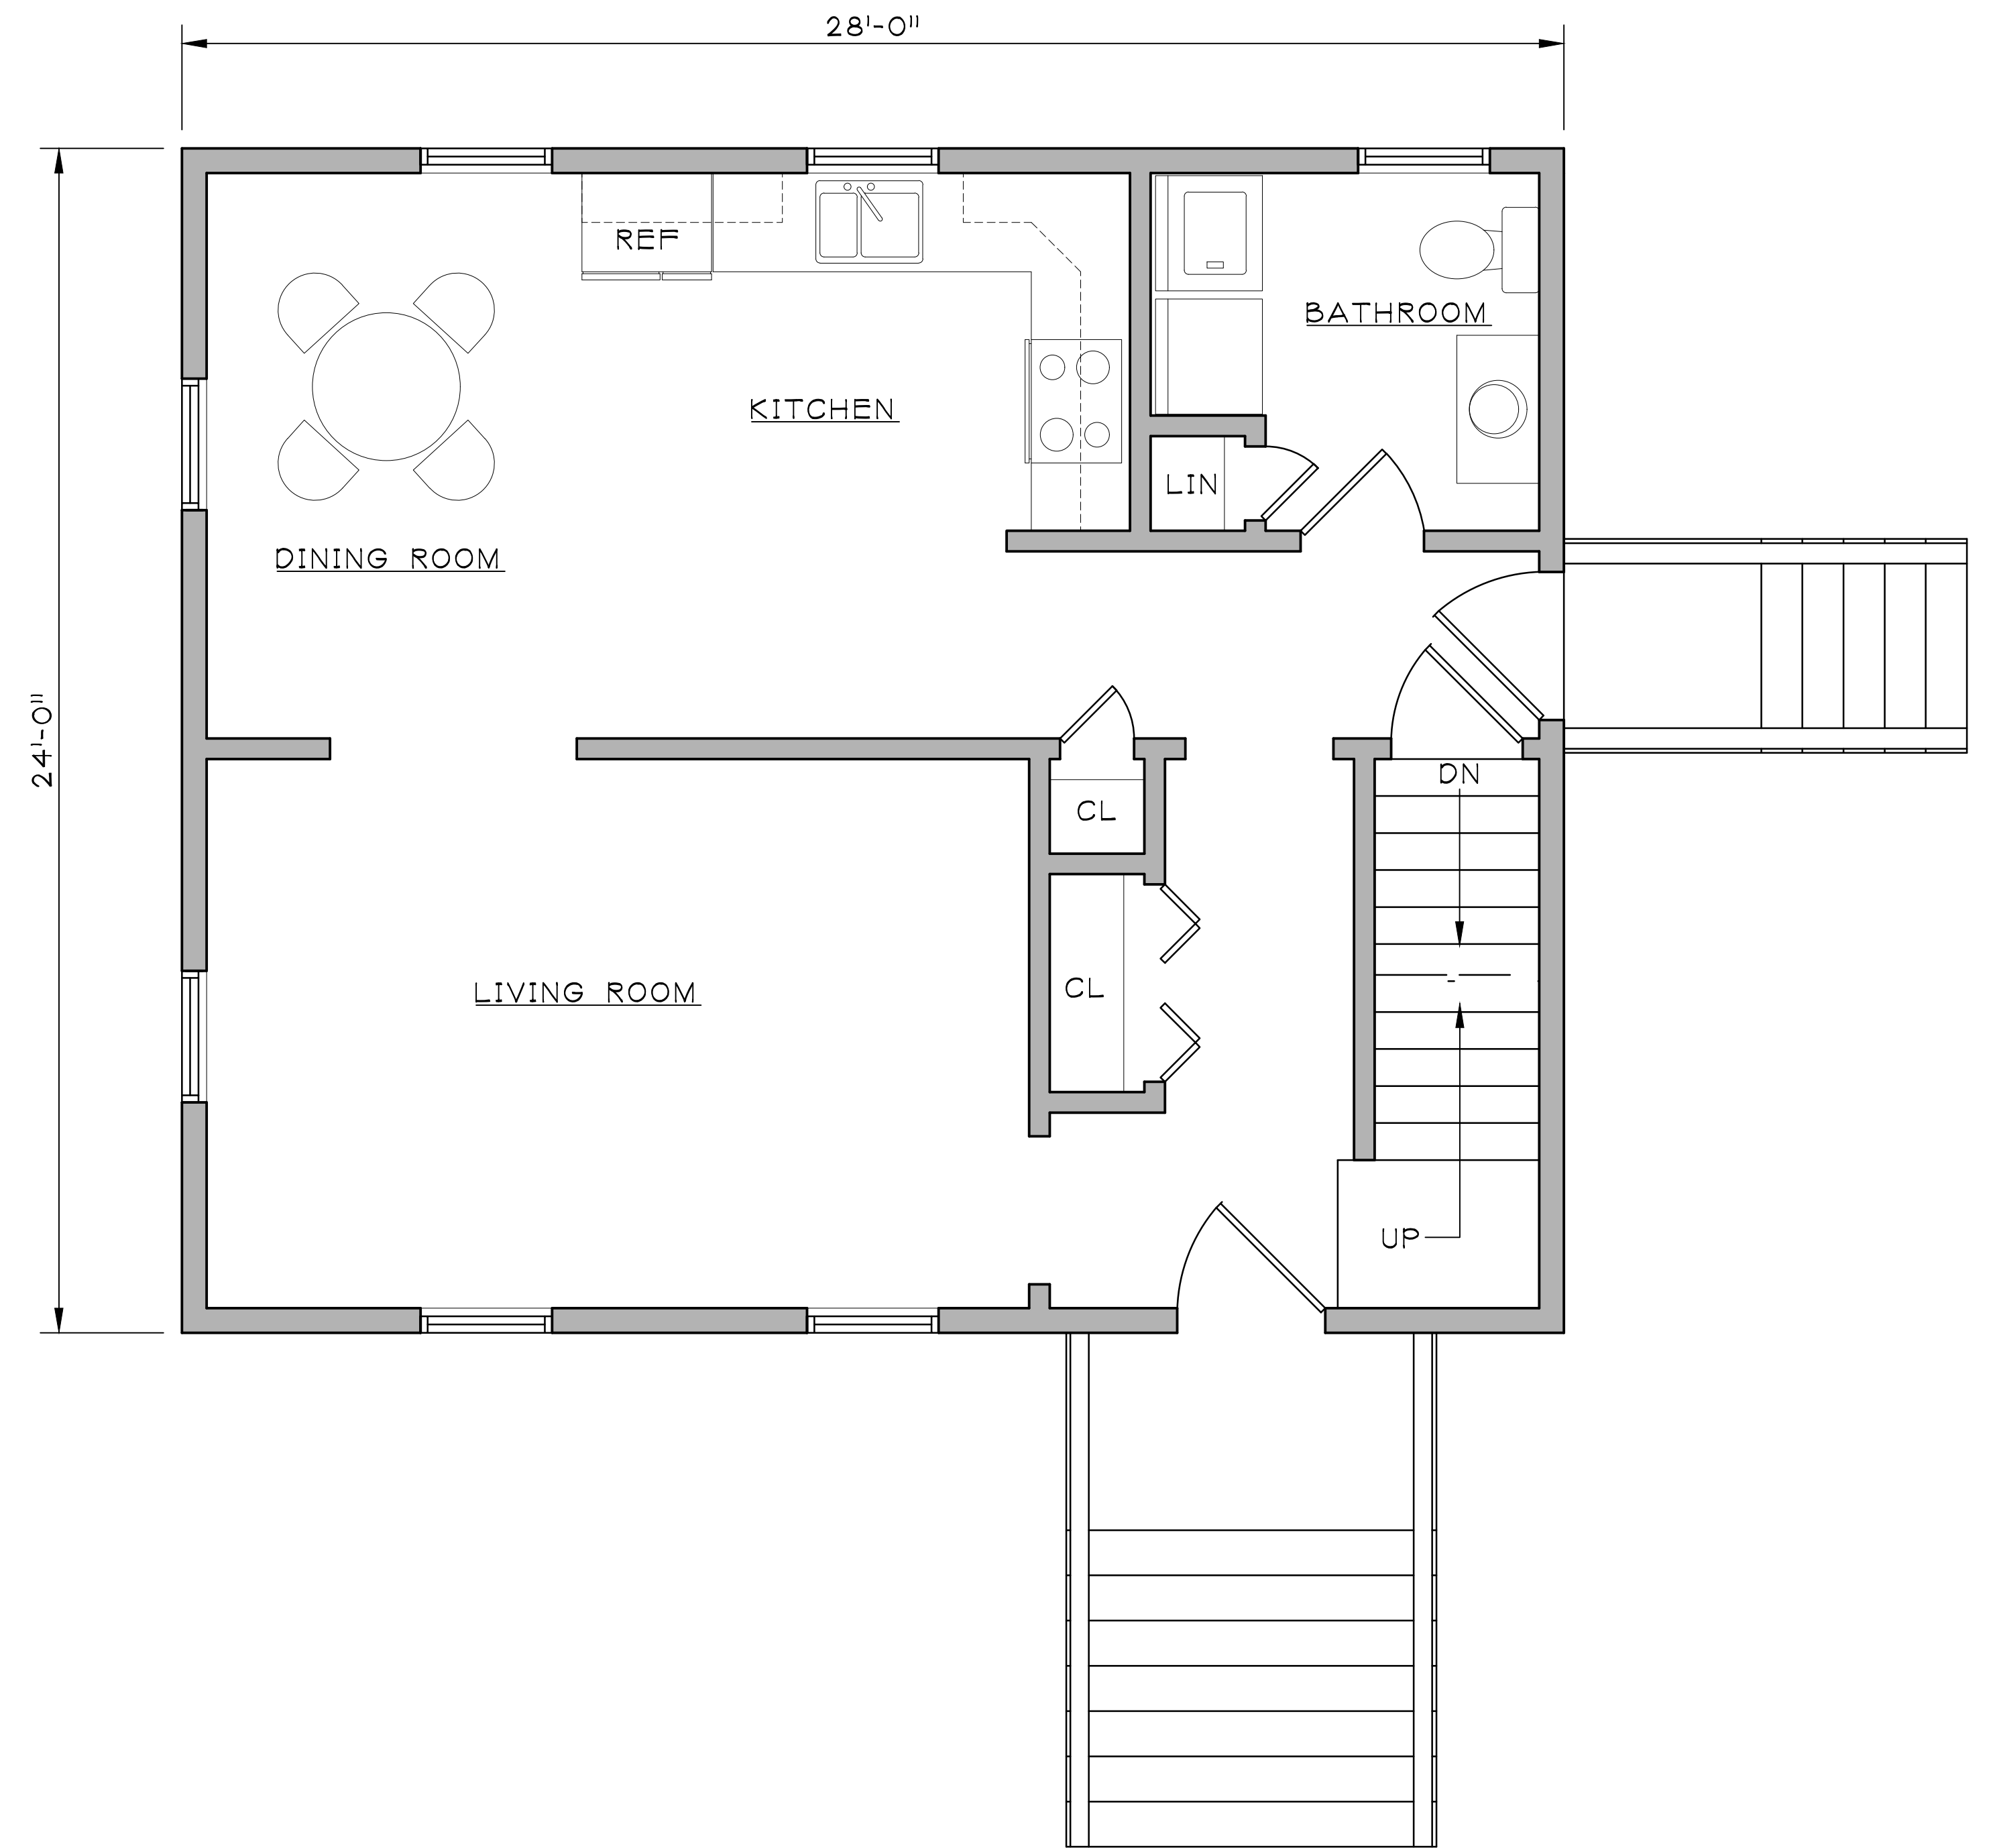 28'-0"
REF
BATHROOM
KITCHEN
LIN
DINING ROOM
24'-0"
DN
CL
LIVING ROOM
CL
UP